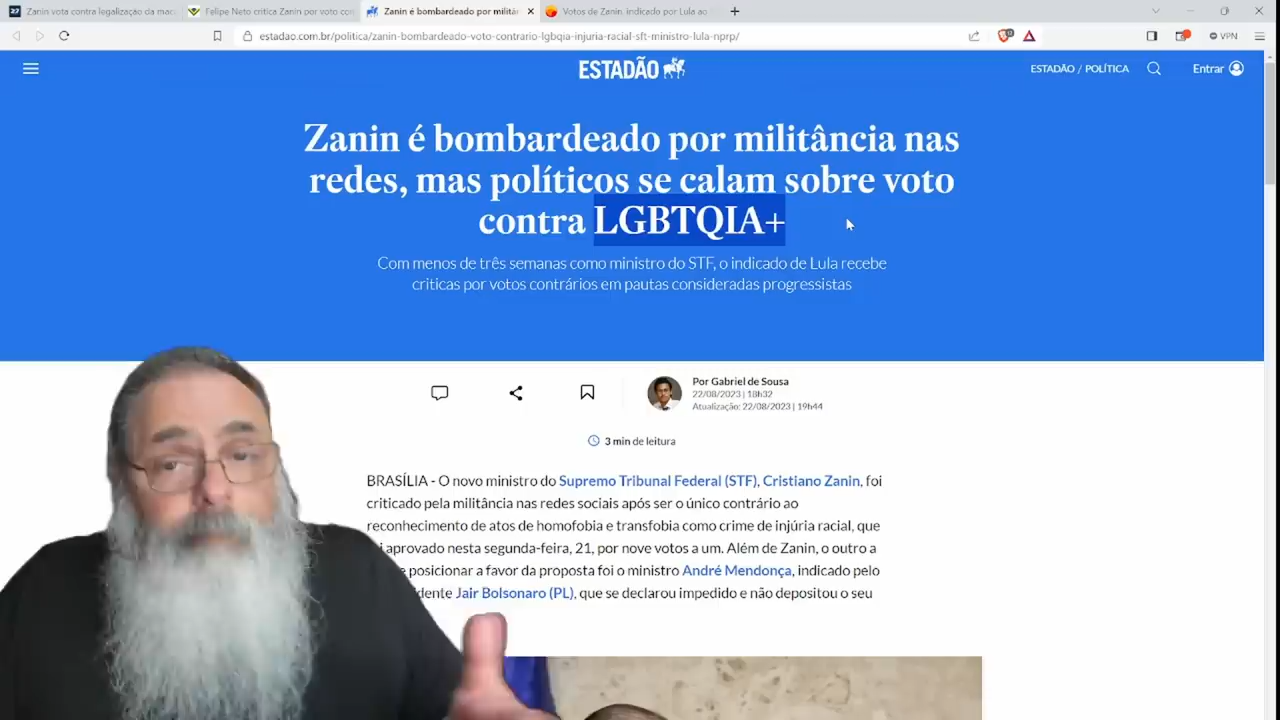 Zanin vota contra legalização da mac
Felipe Neto critica Zanin por voto con
Zanin é bombardeado por militân
Votos de Zanin, indicado por Lula ao
estadao.com.br/politica/zanin-bombardeado-voto-contrario-lgbqia-injuria-racial-sft-ministro-lula-nprp/
VPN
ESTADÃO
ESTADÃO / POLÍTICA
Entrar
Zanin é bombardeado por militância nas
redes, mas políticos se calam sobre voto
contra LGBTQIA+
Com menos de três semanas como ministro do STF, o indicado de Lula recebe
criticas por votos contrários em pautas consideradas progressistas
Por Gabriel de Sousa
22/08/2023 | 18h32
Atualização: 22/08/2023 | 19h44
3 min de leitura
BRASÍLIA - O novo ministro do Supremo Tribunal Federal (STF), Cristiano Zanin, foi
criticado pela militância nas redes sociais após ser o único contrário ao
reconhecimento de atos de homofobia e transfobia como crime de injúria racial, que
aprovado nesta segunda-feira, 21, por nove votos a um. Além de Zanin, o outro a
posicionar a favor da proposta foi o ministro André Mendonça, indicado pelo
Jair Bolsonaro (PL), que se declarou impedido e não depositou o seu